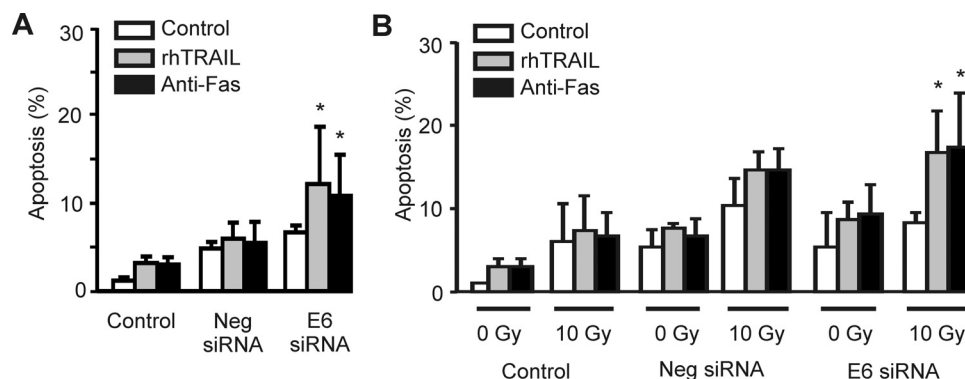 A
Apoptosis (%)
30
20
10
0
Control
rhTRAIL
Anti-Fas
*
*
Control
Neg
siRNA
E6
siRNA
B
Apoptosis (%)
30
20
10
0
Control
rhTRAIL
Anti-Fas
*
*
0 Gy
10 Gy
0 Gy
10 Gy
0 Gy
10 Gy
Control
Neg siRNA
E6 siRNA